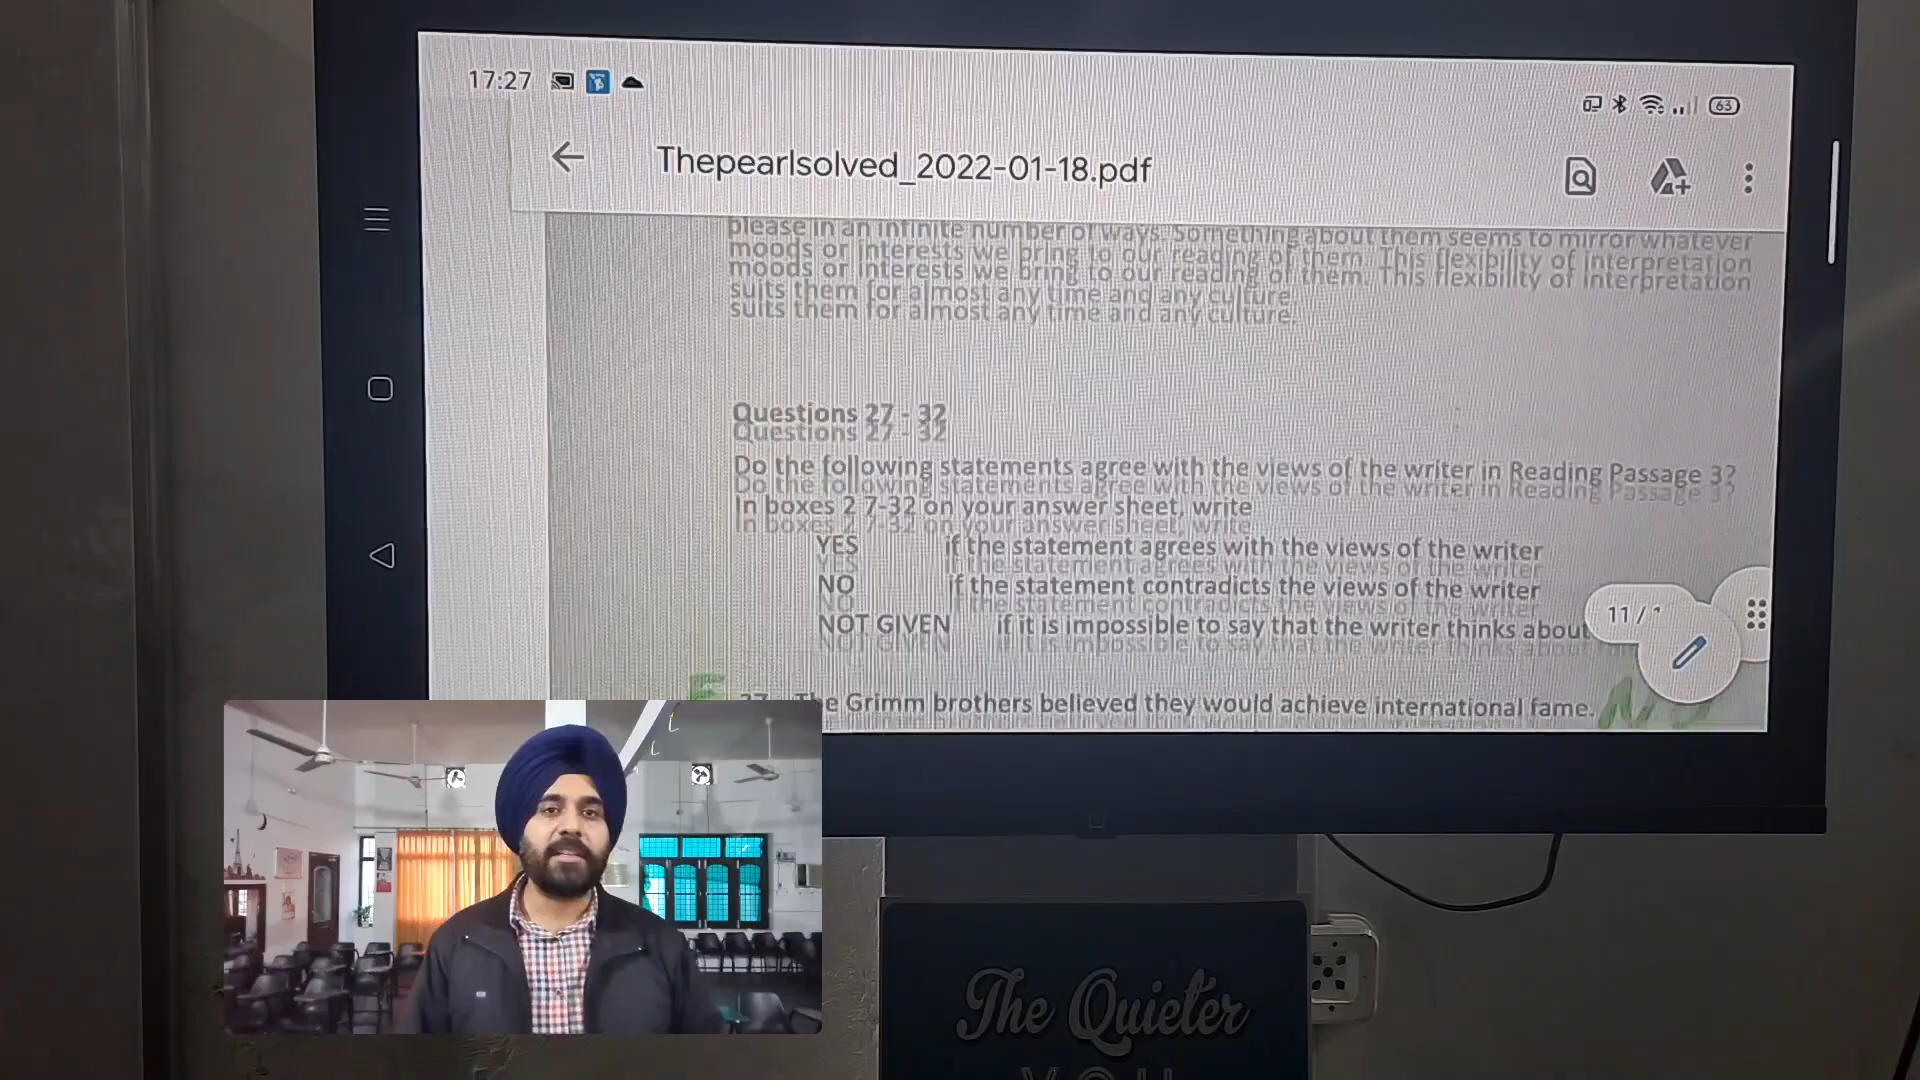 17:27
63
Thepearlsolved_2022-01-18.pdf
please in an infinite number of ways. Something about them seems to mirror whatever
moods or interests we bring to our reading of them. This flexibility of interpretation
suits them for almost any time and any culture.
Questions 27 - 32
Do the following statements agree with the views of the writer in Reading Passage 3?
In boxes 2 7-32 on your answer sheet, write
YES if the statement agrees with the views of the writer
NO if the statement contradicts the views of the writer
NOT GIVEN if it is impossible to say that the writer thinks about
11 /
27 The Grimm brothers believed they would achieve international fame.
The Quieter
YOU